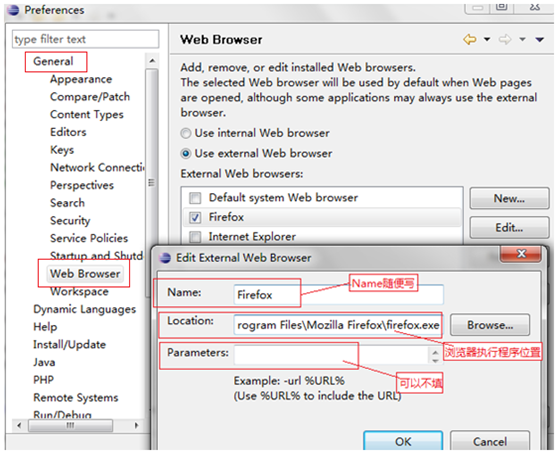 Preferences
type filter text
General
Appearance
Compare/Patch
Content Types
Editors
Keys
Network Connecti
Perspectives
Search
Security
Service Policies
Startup and Shutd
Web Browser
Workspace
Dynamic Languages
Help
Install/Update
Java
PHP
Remote Systems
Run/Debug
Web Browser
Add, remove, or edit installed Web browsers.
The selected Web browser will be used by default when Web pages
are opened, although some applications may always use the external
browser.
Use internal Web browser
Use external Web browser
External Web browsers:
Default system Web browser
Firefox
Internet Explorer
New...
Edit...
Edit External Web Browser
Name:
Firefox
Name随便写
Location:
rogram Files\Mozilla Firefox\firefox.exe
Browse...
浏览器执行程序位置
Parameters:
可以不填
Example: -url %URL%
(Use %URL% to include the URL)
OK
Cancel